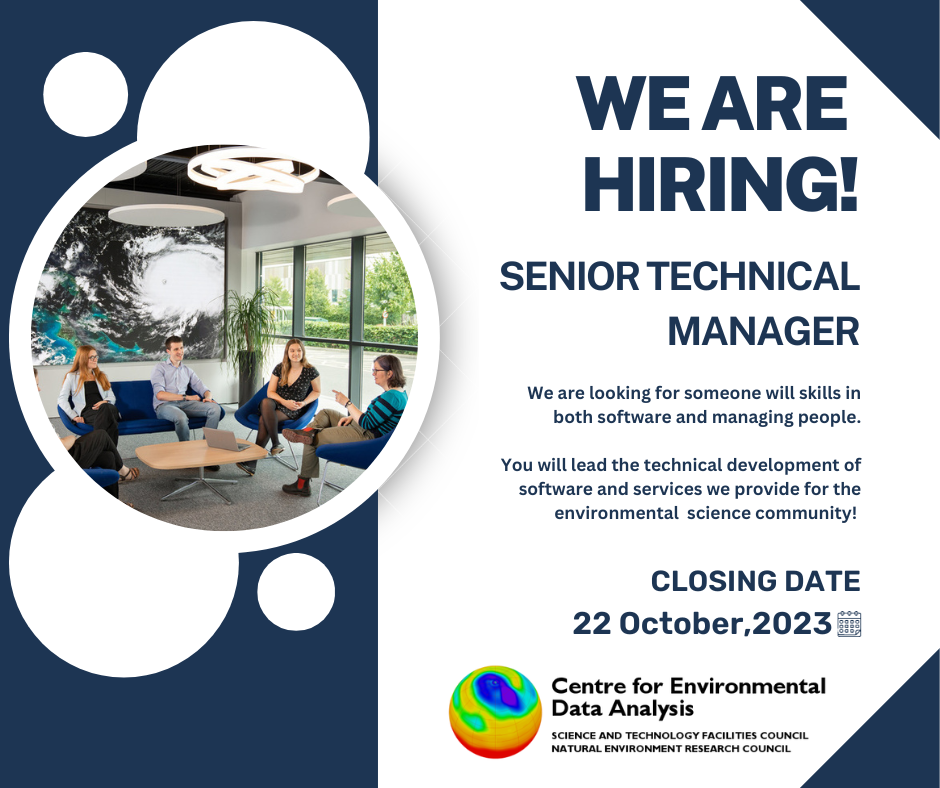 WE ARE
HIRING!
SENIOR TECHNICAL
MANAGER
We are looking for someone will skills in
both software and managing people.
You will lead the technical development of
software and services we provide for the
environmental  science community!
CLOSING DATE
22 October,2023
Centre for Environmental
Data Analysis
SCIENCE AND TECHNOLOGY FACILITIES COUNCIL
NATURAL ENVIRONMENT RESEARCH COUNCIL